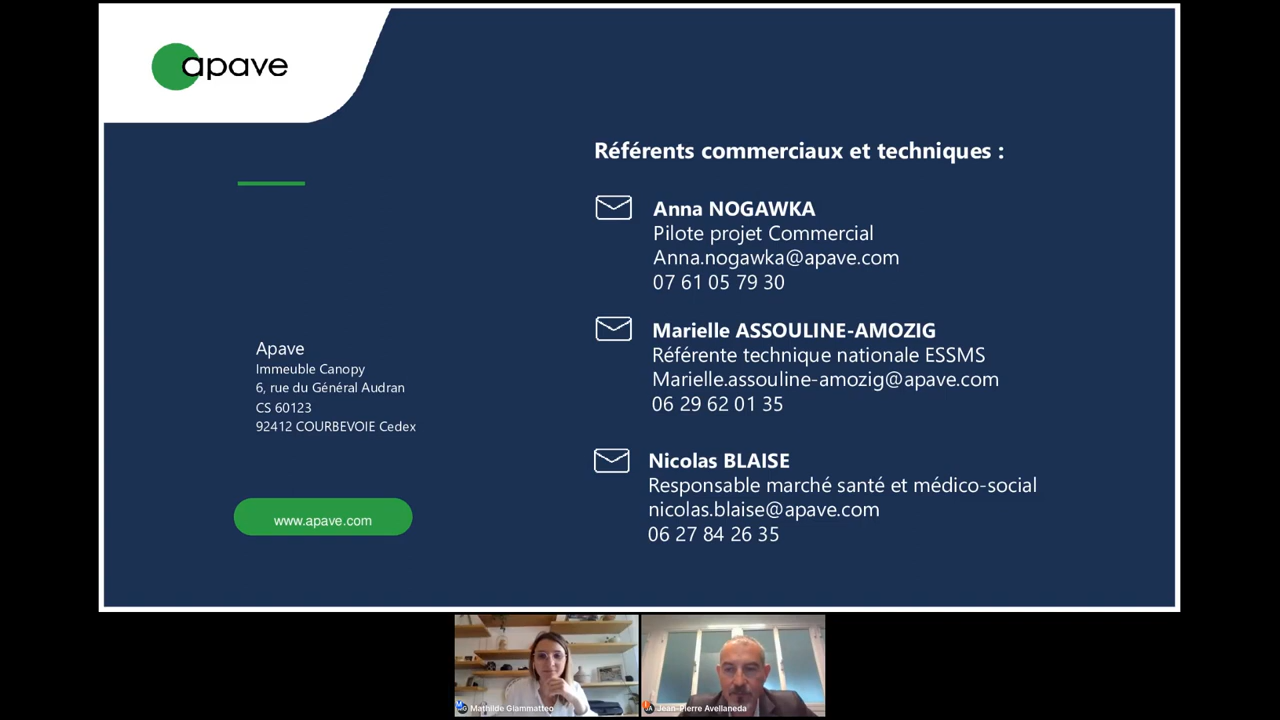 apave
Référents commerciaux et techniques :
Anna NOGAWKA
Pilote projet Commercial
Anna.nogawka@apave.com
07 61 05 79 30
Marielle ASSOULINE-AMOZIG
Référente technique nationale ESSMS
Marielle.assouline-amozig@apave.com
06 29 62 01 35
Nicolas BLAISE
Responsable marché santé et médico-social
nicolas.blaise@apave.com
06 27 84 26 35
Apave
Immeuble Canopy
6, rue du Général Audran
CS 60123
92412 COURBEVOIE Cedex
www.apave.com
Mathilde Giammatteo
Jean-Pierre Avellaneda